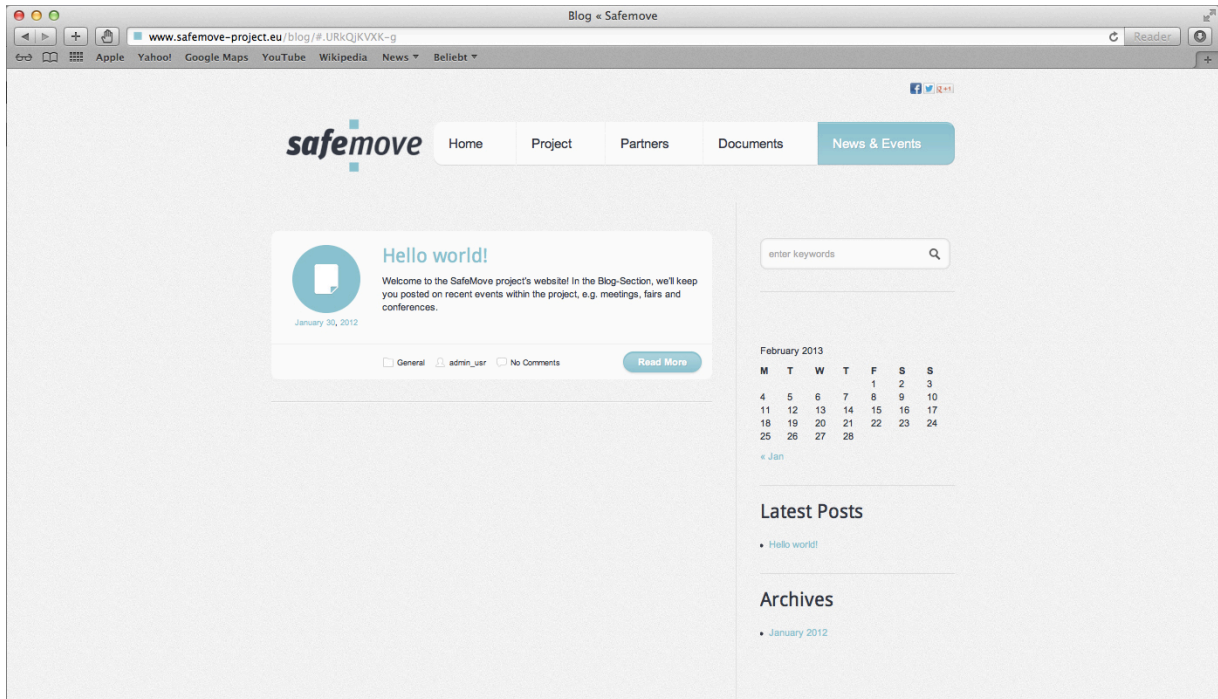 Blog « Safemove
www.safemove-project.eu/blog/#.URkQjKVXK-g
Reader
Apple Yahoo! Google Maps YouTube Wikipedia News Beliebt
safemove
Home Project Partners Documents News & Events
Hello world!
Welcome to the SafeMove project's website! In the Blog-Section, we'll keep
you posted on recent events within the project, e.g. meetings, fairs and
conferences.
January 30, 2012
General admin_usr No Comments Read More
enter keywords
February 2013
M T W T F S S
1 2 3
4 5 6 7 8 9 10
11 12 13 14 15 16 17
18 19 20 21 22 23 24
25 26 27 28
« Jan
Latest Posts
Hello world!
Archives
January 2012